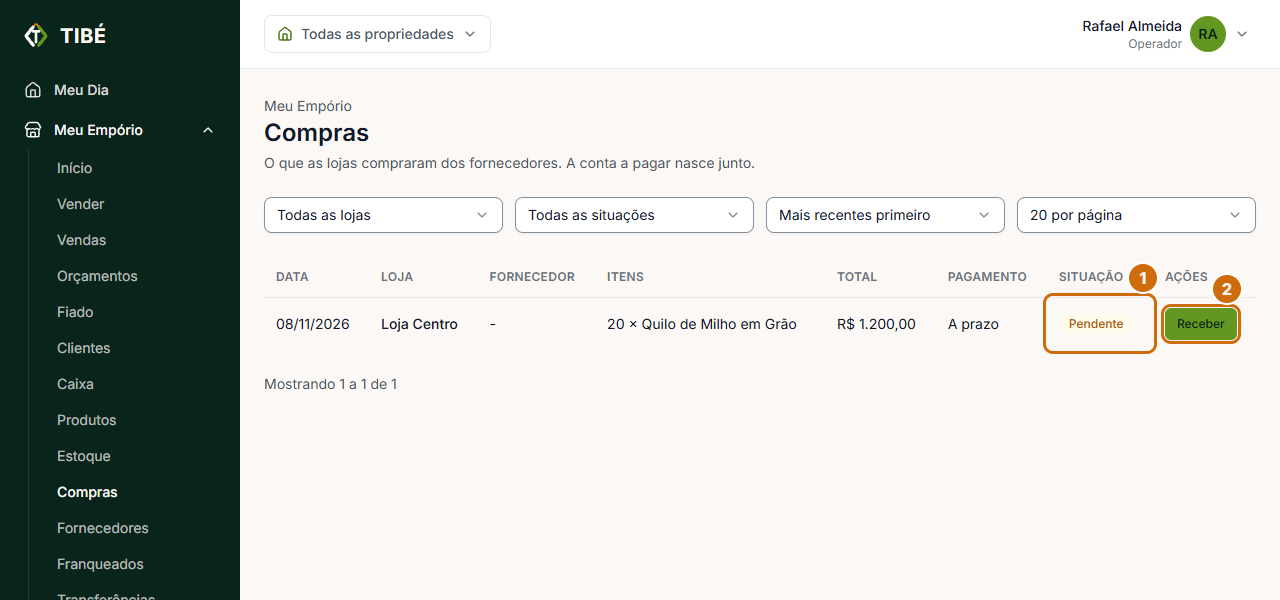 TIBÉ
Todas as propriedades
Rafael Almeida
Operador
RA
Meu Dia
Meu Empório
Início
Vender
Vendas
Orçamentos
Fiado
Clientes
Caixa
Produtos
Estoque
Compras
Fornecedores
Franqueados
Transferências
Meu Empório
Compras
O que as lojas compraram dos fornecedores. A conta a pagar nasce junto.
Todas as lojas
Todas as situações
Mais recentes primeiro
20 por página
DATA LOJA FORNECEDOR ITENS TOTAL PAGAMENTO SITUAÇÃO 1 AÇÕES 2
08/11/2026 Loja Centro - 20 × Quilo de Milho em Grão R$ 1.200,00 A prazo Pendente Receber
Mostrando 1 a 1 de 1